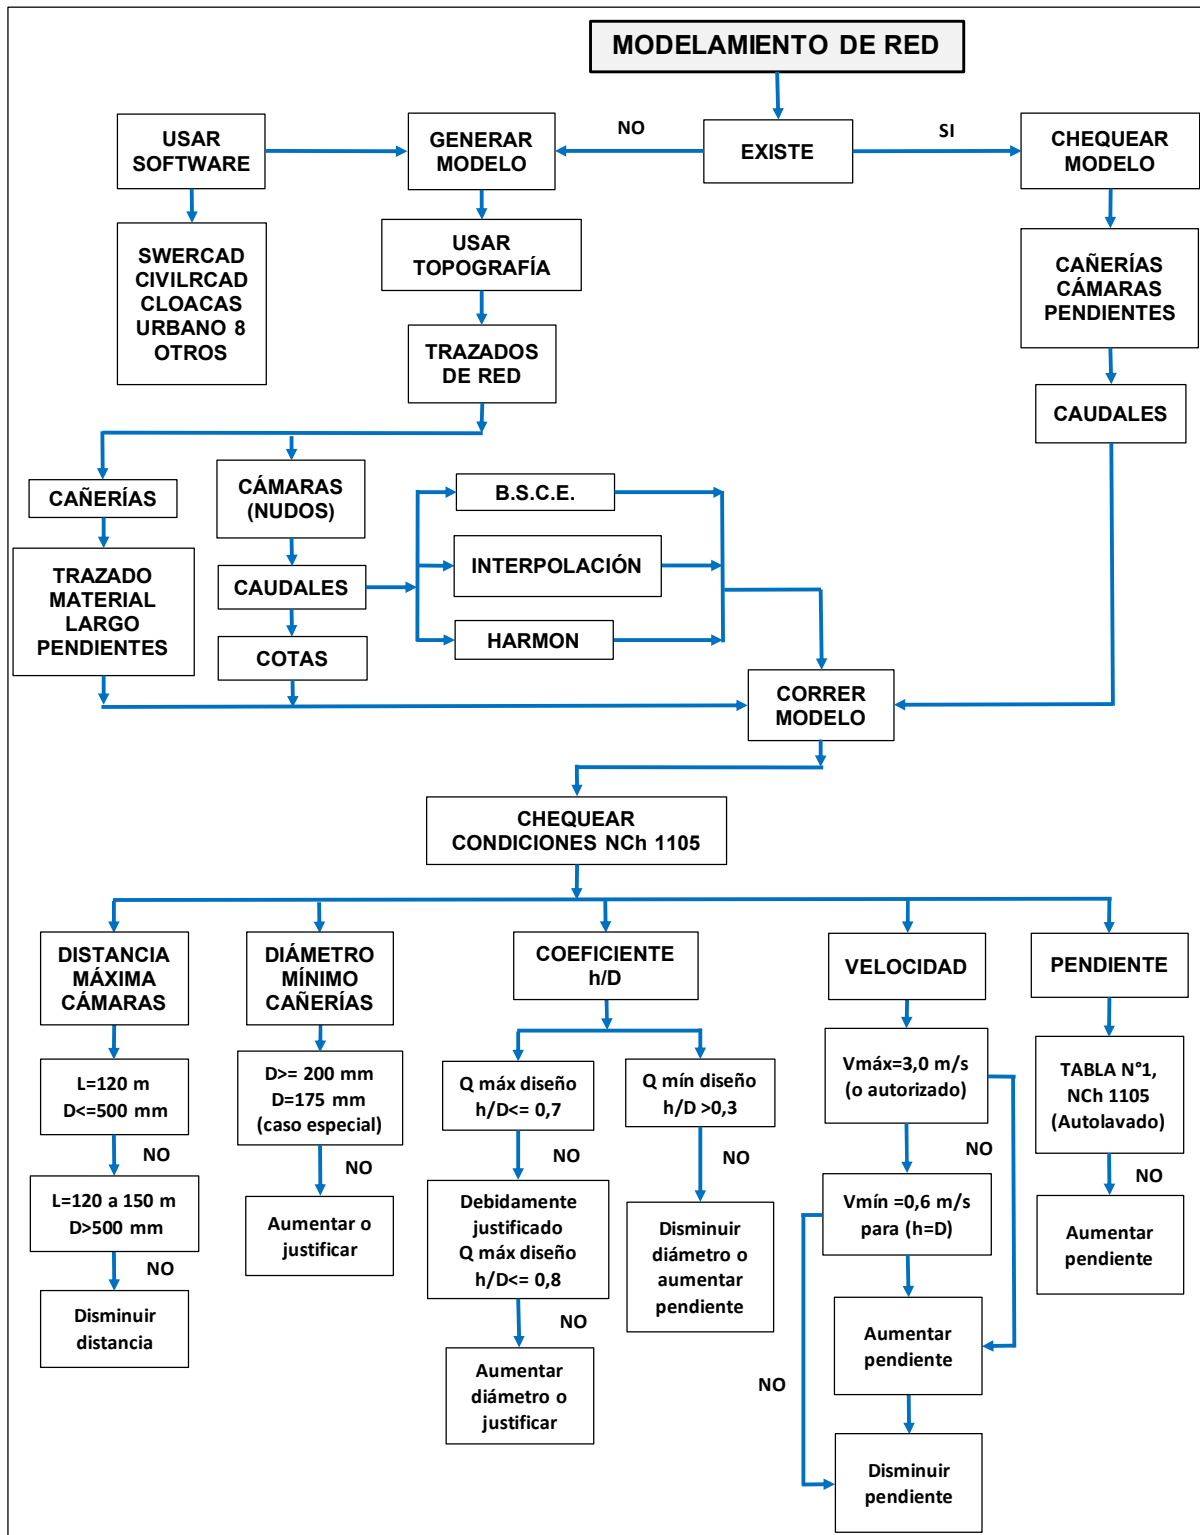 MODELAMIENTO DE RED
USAR
SOFTWARE
GENERAR
MODELO
NO
EXISTE
SI
CHEQUEAR
MODELO
SWERCAD
CIVILRCAD
CLOACAS
URBANO 8
OTROS
USAR
TOPOGRAFÍA
CAÑERÍAS
CÁMARAS
PENDIENTES
TRAZADOS
DE RED
CAUDALES
CAÑERÍAS
CÁMARAS
(NUDOS)
B.S.C.E.
TRAZADO
MATERIAL
LARGO
PENDIENTES
CAUDALES
INTERPOLACIÓN
COTAS
HARMON
CORRER
MODELO
CHEQUEAR
CONDICIONES NCh 1105
DISTANCIA
MÁXIMA
CÁMARAS
DIÁMETRO
MÍNIMO
CAÑERÍAS
COEFICIENTE
h/D
VELOCIDAD
PENDIENTE
L=120 m
D<=500 mm
NO
L=120 a 150 m
D>500 mm
NO
Disminuir
distancia
D>= 200 mm
D=175 mm
(caso especial)
NO
Aumentar o
justificar
Q máx diseño
h/D<= 0,7
NO
Debidamente
justificado
Q máx diseño
h/D<= 0,8
NO
Aumentar
diámetro o
justificar
Q mín diseño
h/D >0,3
NO
Disminuir
diámetro o
aumentar
pendiente
Vmáx=3,0 m/s
(o autorizado)
NO
Vmín =0,6 m/s
para (h=D)
Aumentar
pendiente
NO
Disminuir
pendiente
TABLA N°1,
NCh 1105
(Autolavado)
NO
Aumentar
pendiente